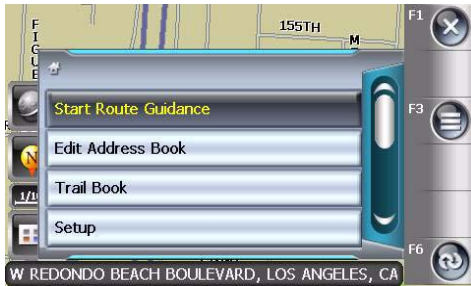 F1
155TH
F
I
G
U
E
M
Start Route Guidance
F3
Edit Address Book
N
Trail Book
Setup
F6
W REDONDO BEACH BOULEVARD, LOS ANGELES, CA